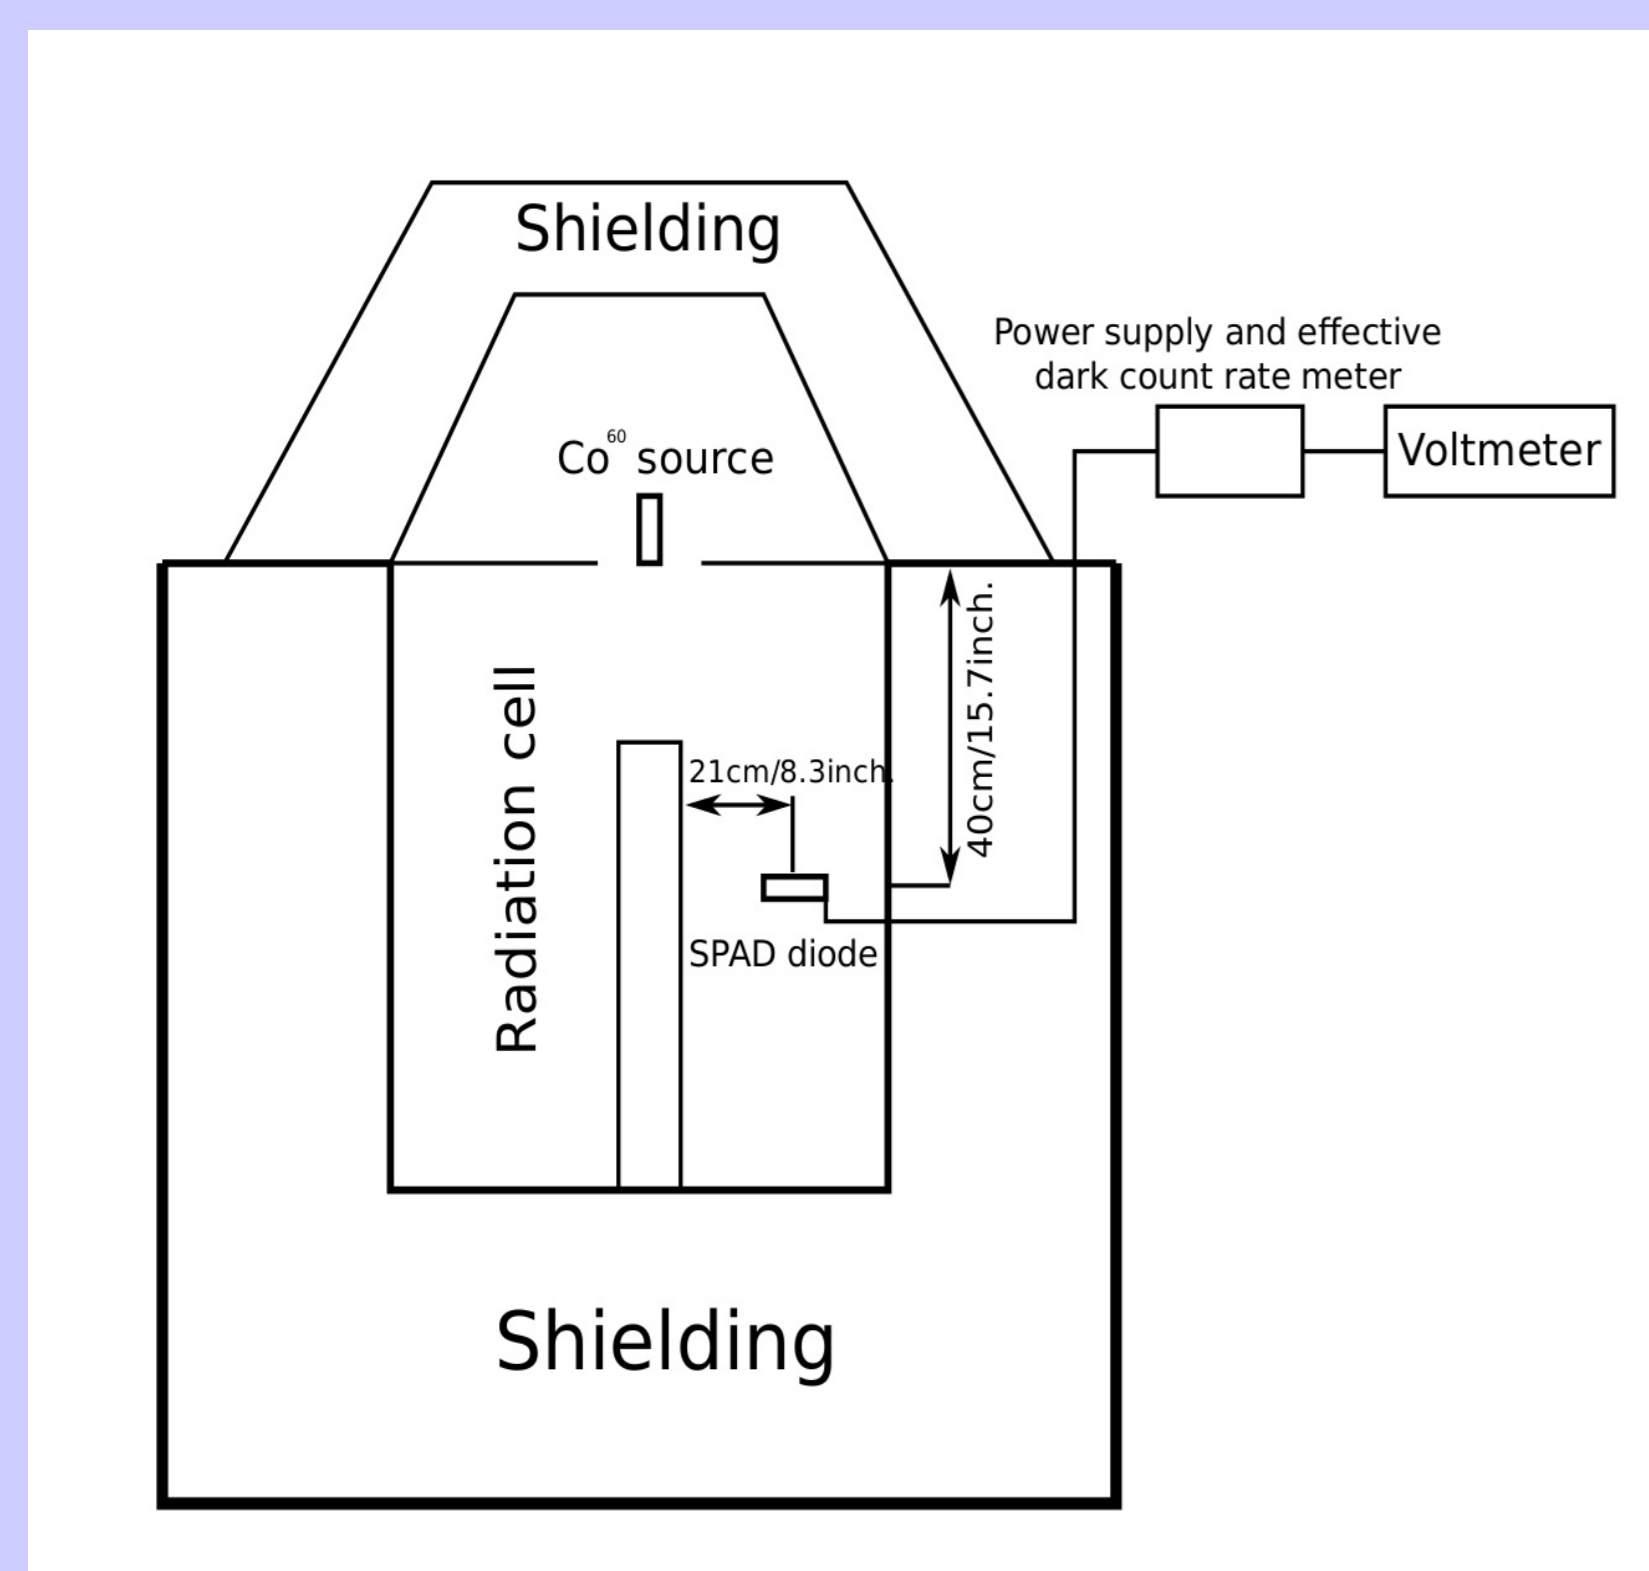 Shielding
Power supply and effective
dark count rate meter
Co⁶⁰ source
Voltmeter
40cm/15.7inch.
Radiation cell
21cm/8.3inch.
SPAD diode
Shielding